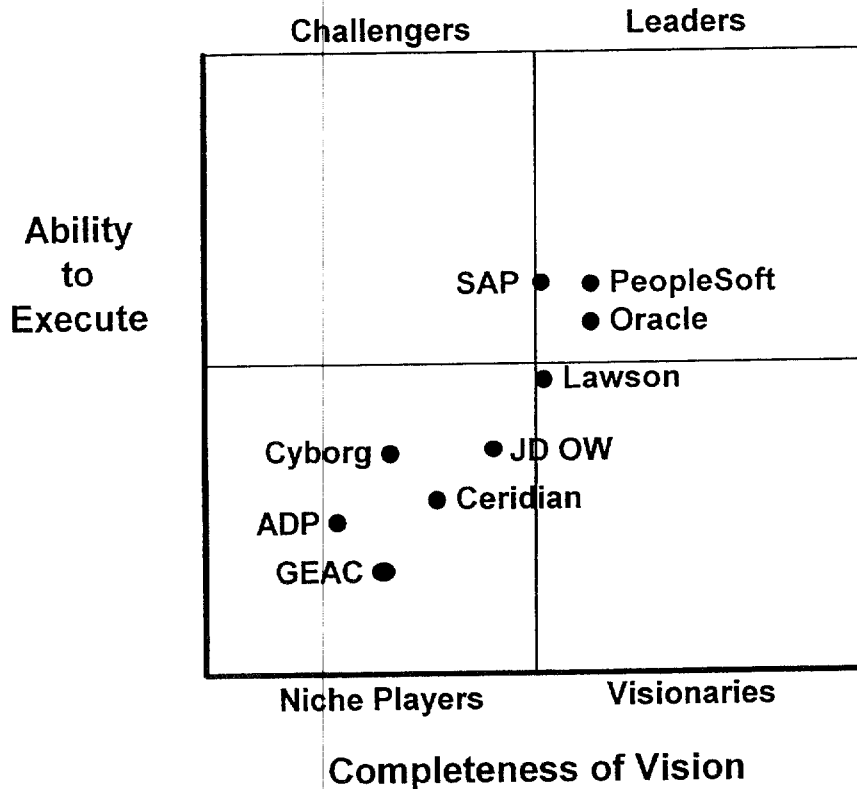 Challengers
Leaders
Ability
to
Execute
SAP
PeopleSoft
Oracle
Lawson
Cyborg
JD OW
Ceridian
ADP
GEAC
Niche Players
Visionaries
Completeness of Vision